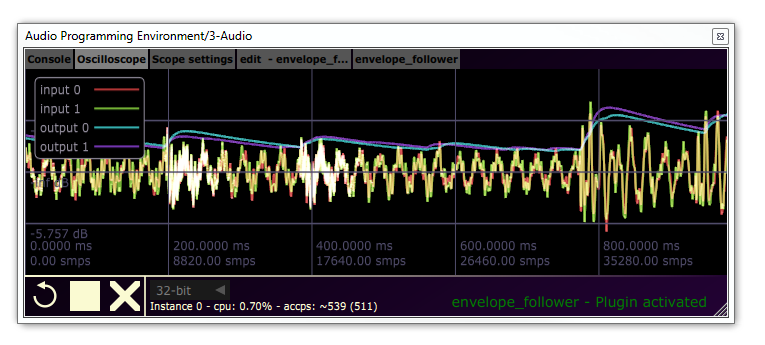 Audio Programming Environment/3-Audio
Console Oscilloscope Scope settings edit - envelope_f... envelope_follower
input 0
input 1
output 0
output 1
-5.757 dB
0.0000 ms 200.0000 ms 400.0000 ms 600.0000 ms 800.0000 ms
0.00 smps 8820.00 smps 17640.00 smps 26460.00 smps 35280.00 smps
32-bit
Instance 0 - cpu: 0.70% - accps: ~539 (511)
envelope_follower - Plugin activated